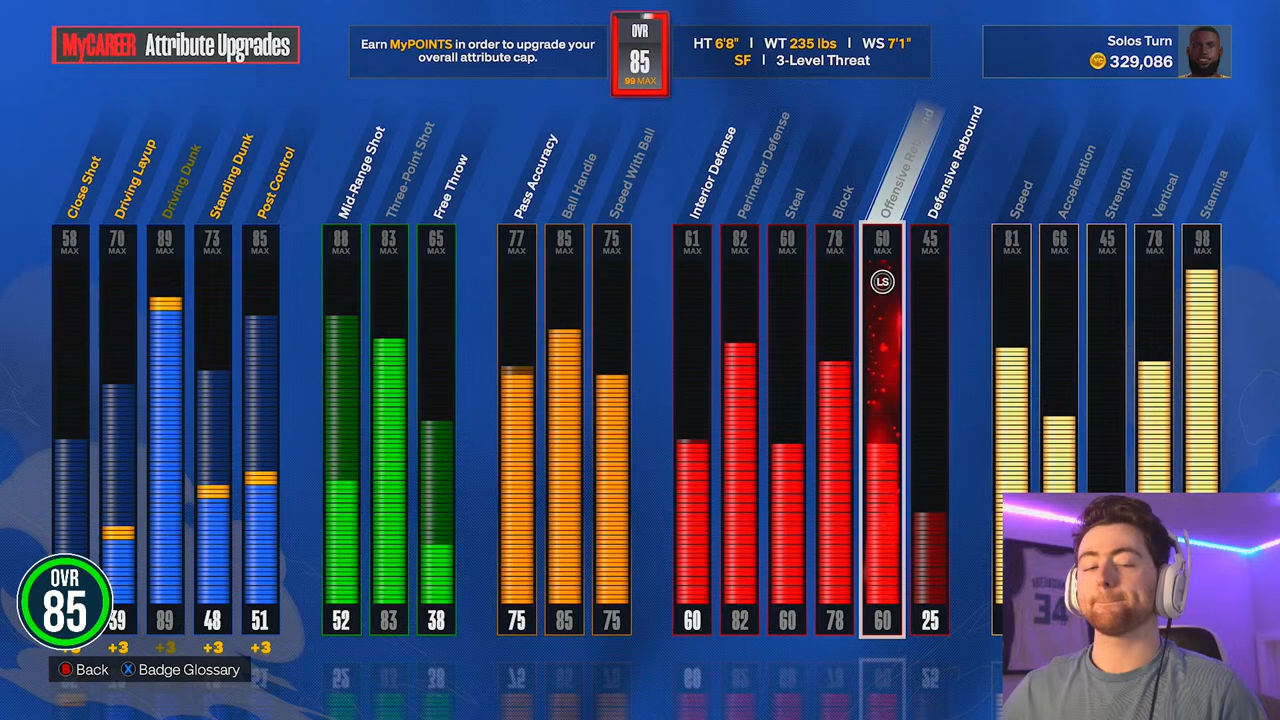 MyCAREER Attribute Upgrades
Earn MyPOINTS in order to upgrade your
overall attribute cap.
OVR
85
99 MAX
HT 6'8" | WT 235 lbs | WS 7'1"
SF | 3-Level Threat
Solos Turn
VC 329,086
Close Shot
Driving Layup
Driving Dunk
Standing Dunk
Post Control
Mid-Range Shot
Three-Point Shot
Free Throw
Pass Accuracy
Ball Handle
Speed With Ball
Interior Defense
Perimeter Defense
Steal
Block
Offensive Rebound
Defensive Rebound
Speed
Acceleration
Strength
Vertical
Stamina
58 70 89 73 85 88 83 65 77 85 75 61 82 60 78 60 45 81 66 45 78 98
MAX MAX MAX MAX MAX MAX MAX MAX MAX MAX MAX MAX MAX MAX MAX MAX MAX MAX MAX MAX MAX MAX
LS
OVR
85
39 89 48 51 52 83 38 75 85 75 60 82 60 78 60 25
+3 +3 +3 +3
B Back X Badge Glossary
34